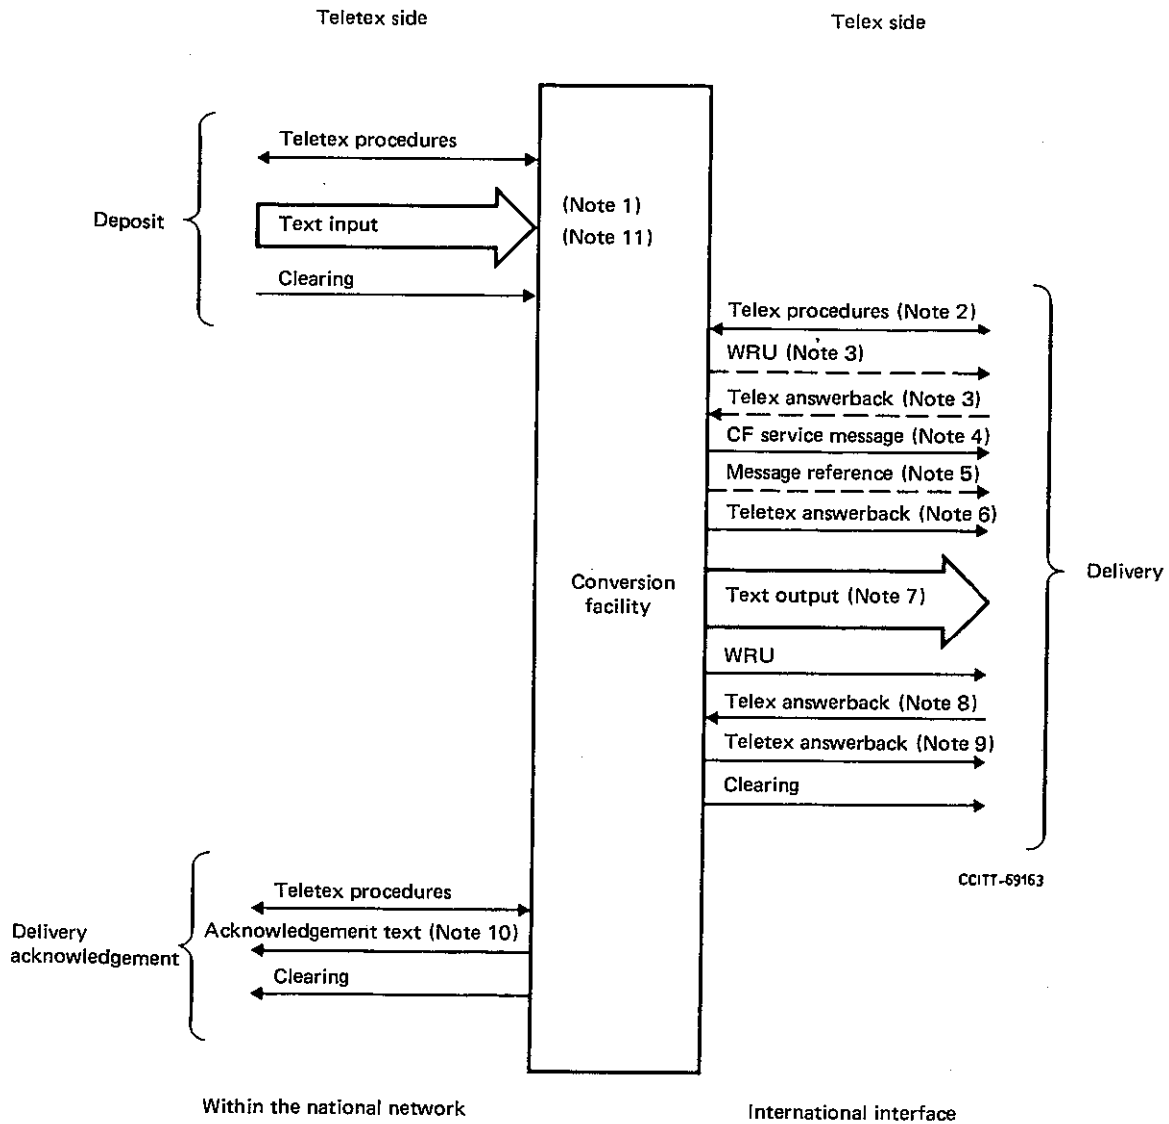 Teletex side
Telex side
Teletex procedures
Deposit
Text input
(Note 1)
(Note 11)
Clearing
Telex procedures (Note 2)
WRU (Note 3)
Telex answerback (Note 3)
CF service message (Note 4)
Message reference (Note 5)
Teletex answerback (Note 6)
Conversion
facility
Text output (Note 7)
Delivery
WRU
Telex answerback (Note 8)
Teletex answerback (Note 9)
Clearing
CCITT-69163
Teletex procedures
Delivery
acknowledgement
Acknowledgement text (Note 10)
Clearing
Within the national network
International interface